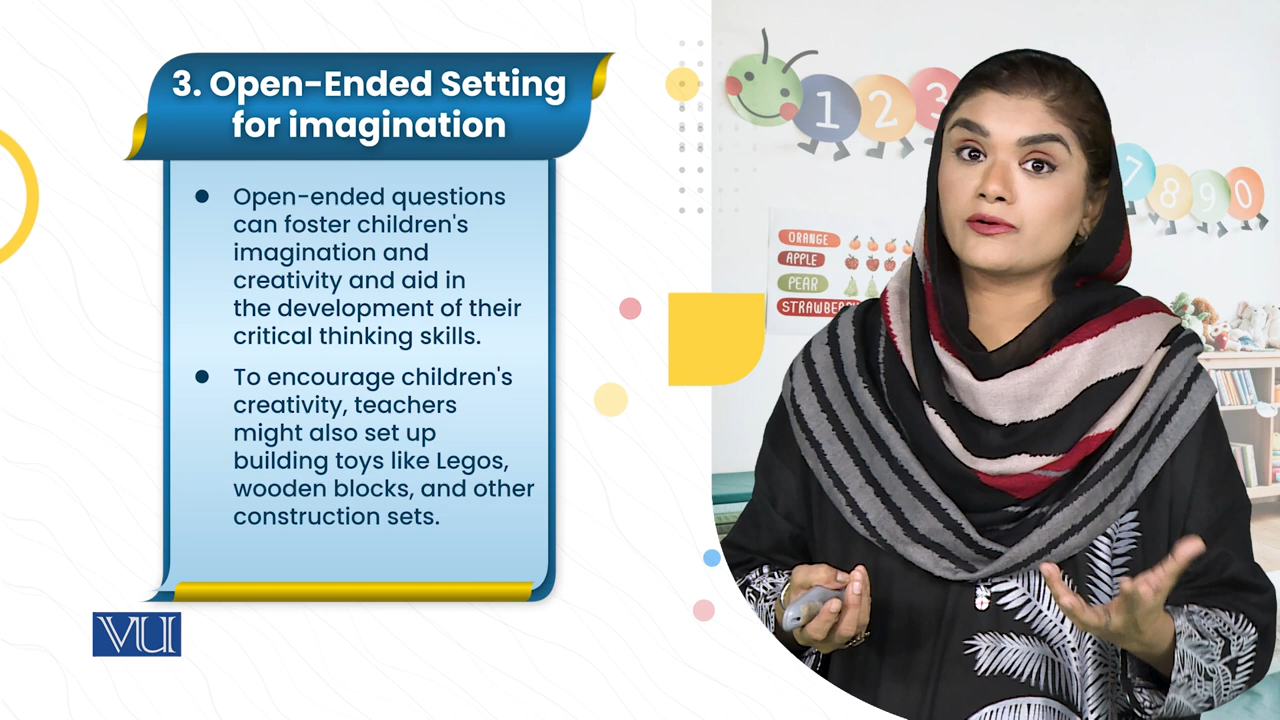 3. Open-Ended Setting
for imagination
Open-ended questions
can foster children's
imagination and
creativity and aid in
the development of their
critical thinking skills.
To encourage children's
creativity, teachers
might also set up
building toys like Legos,
wooden blocks, and other
construction sets.
VU
1 2 3
7 8 9 0
ORANGE
APPLE
PEAR